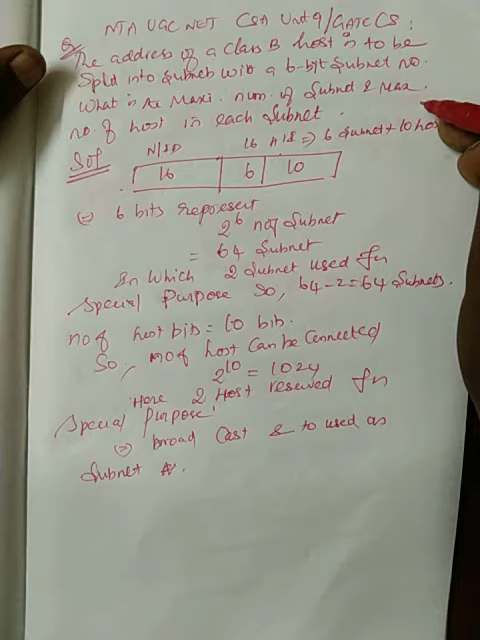 NTA UGC NET CSA Unit 9/GATE CS:
Q. The address of a class B host is to be
Split into subnets with a 6-bit Subnet no.
What is the Maxi. num. of Subnet & Max.
no. of host in each Subnet.
Sol N/ID 16 H/S => 6 Subnet + 10 hos
16 6 10
6 bits represent
2^6 no of Subnet
= 64 Subnet
In which 2 Subnet used fn
Special Purpose So, 64-2=64 Subnets.
no of host bits = 10 bits.
So, no of host can be Connected
2^10 = 1024
Here 2 Host reserved fn
Special Purpose
=> broad Cast & to used as
Subnet